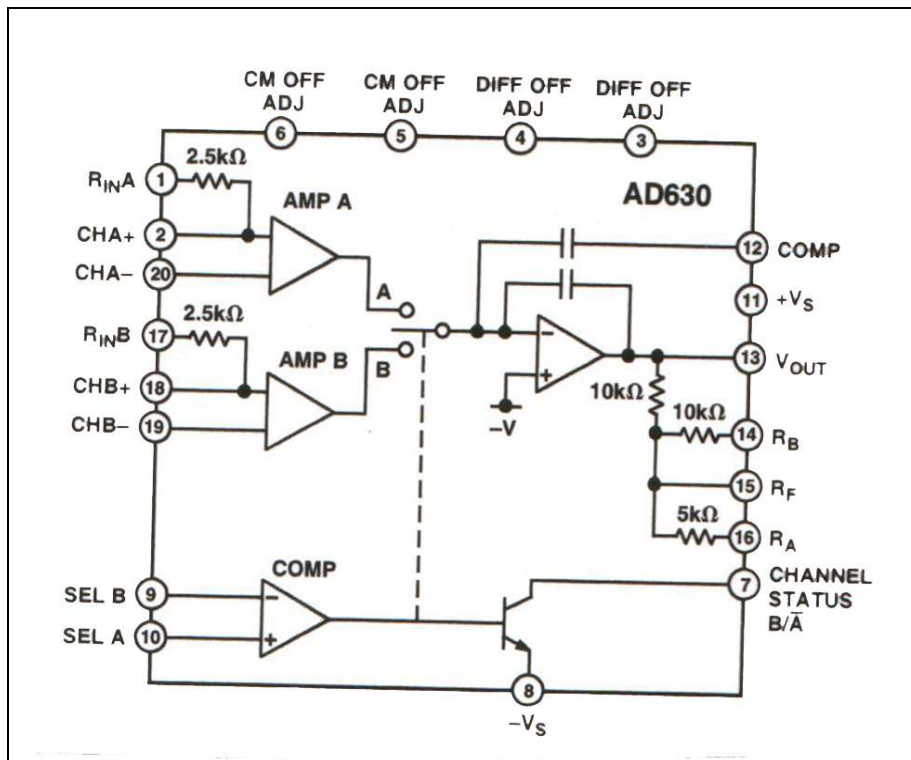 CM OFF ADJ
CM OFF ADJ
DIFF OFF ADJ
DIFF OFF ADJ
6
5
4
3
2.5kΩ
RINA
1
AMP A
AD630
CHA+
2
12
COMP
CHA–
20
A
11
+VS
2.5kΩ
RINB
17
AMP B
B
–
+
13
VOUT
CHB+
18
10kΩ
10kΩ
–V
14
RB
CHB–
19
15
RF
5kΩ
16
RA
COMP
7
CHANNEL
STATUS
B/A̅
SEL B
9
–
SEL A
10
+
8
–VS